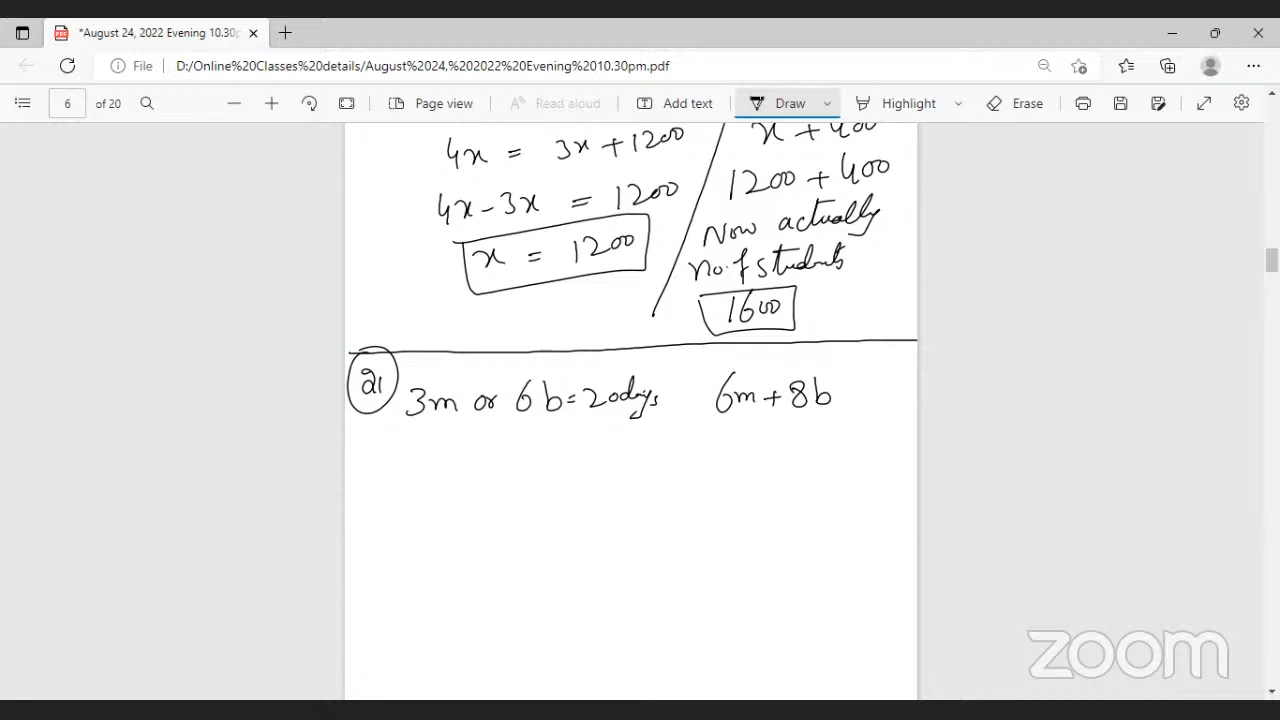 *August 24, 2022 Evening 10.30p
File D:/Online%20Classes%20details/August%2024,%202022%20Evening%2010.30pm.pdf
6 of 20 Page view Read aloud Add text Draw Highlight Erase
4x = 3x + 1200
4x - 3x = 1200
x = 1200
x + 400
1200 + 400
Now actually
no. of students
1600
21 3m or 6b = 20 days 6m + 8b
zoom